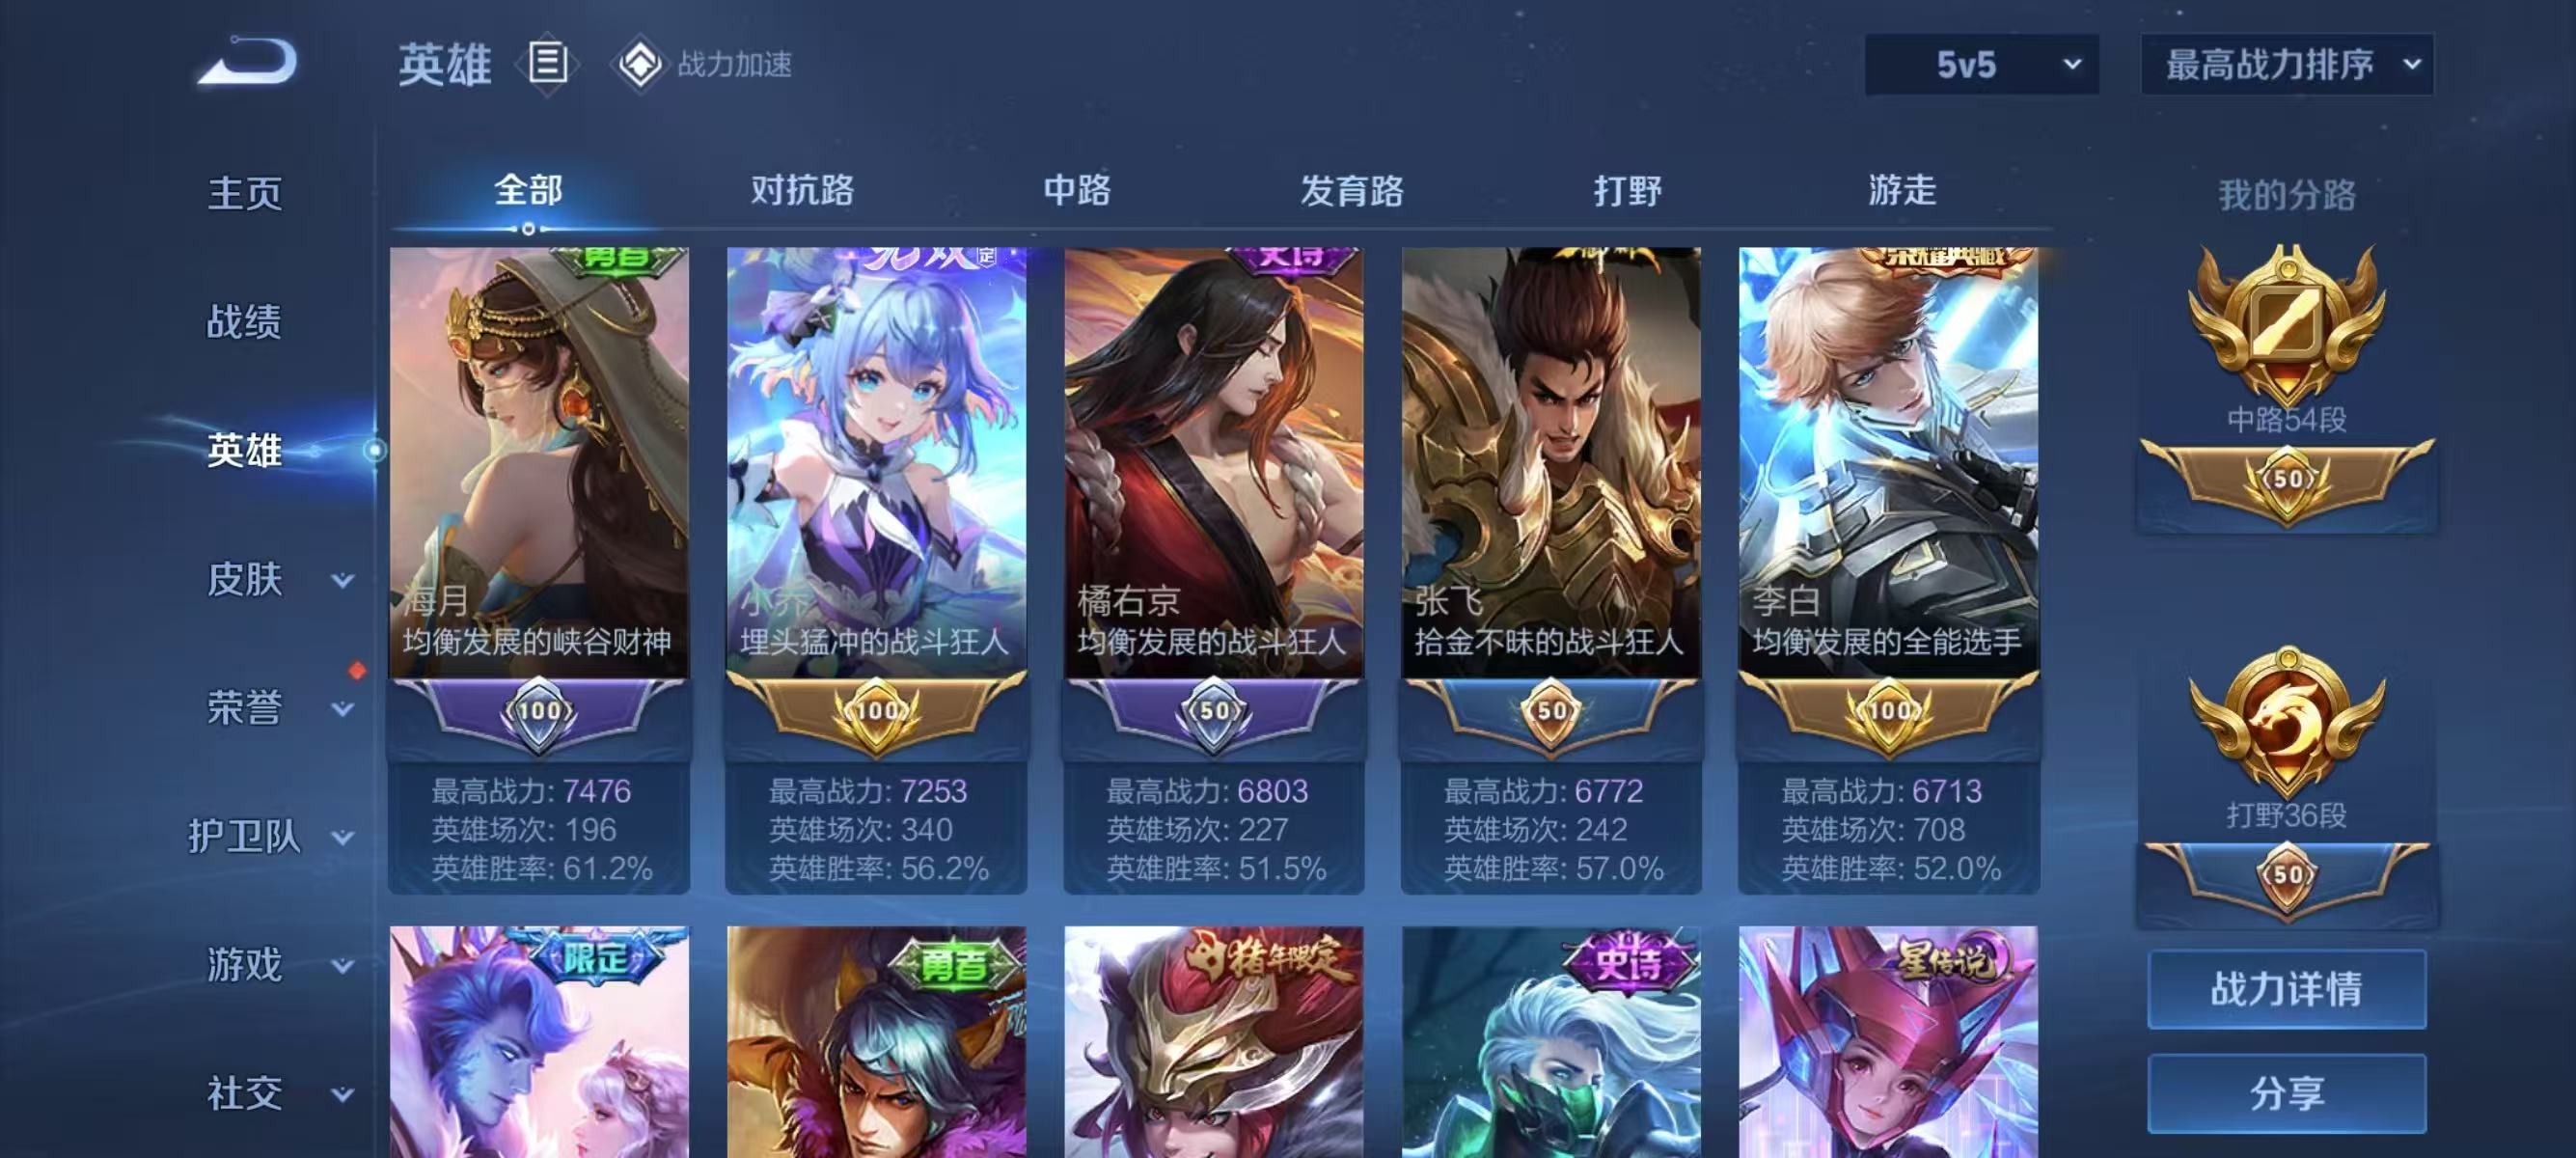 英雄
战力加速
5v5
最高战力排序
主页
战绩
英雄
皮肤
荣誉
护卫队
游戏
社交
全部
对抗路
中路
发育路
打野
游走
勇者
海月
均衡发展的峡谷财神
100
最高战力: 7476
英雄场次: 196
英雄胜率: 61.2%
无双
限定
小乔
埋头猛冲的战斗狂人
100
最高战力: 7253
英雄场次: 340
英雄胜率: 56.2%
史诗
橘右京
均衡发展的战斗狂人
50
最高战力: 6803
英雄场次: 227
英雄胜率: 51.5%
张飞
拾金不昧的战斗狂人
50
最高战力: 6772
英雄场次: 242
英雄胜率: 57.0%
荣耀典藏
李白
均衡发展的全能选手
100
最高战力: 6713
英雄场次: 708
英雄胜率: 52.0%
限定
勇者
猪年限定
史诗
星传说
我的分路
中路54段
50
打野36段
50
战力详情
分享